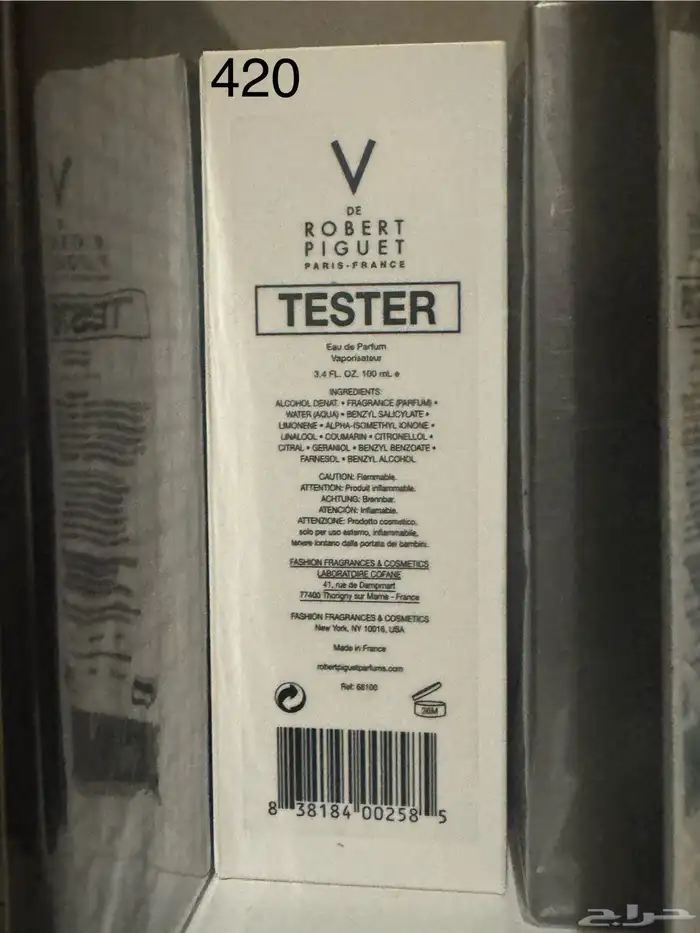 420
V
DE
ROBERT
PIGUET
PARIS-FRANCE
TESTER
Eau de Parfum
Vaporisateur
3.4 FL. OZ. 100 mL e
INGREDIENTS:
ALCOHOL DENAT. • FRAGRANCE (PARFUM) •
WATER (AQUA) • BENZYL SALICYLATE •
LIMONENE • ALPHA-ISOMETHYL IONONE •
LINALOOL • COUMARIN • CITRONELLOL •
CITRAL • GERANIOL • BENZYL BENZOATE •
FARNESOL • BENZYL ALCOHOL
CAUTION: Flammable.
ATTENTION: Produit inflammable.
ACHTUNG: Brennbar.
ATENCIÓN: Inflamable.
ATTENZIONE: Prodotto cosmetico,
solo per uso esterno, infiammabile,
tenere lontano dalla portata dei bambini.
FASHION FRAGRANCES & COSMETICS
LABORATOIRE COFANE
41, rue de Dampmart
77400 Thorigny sur Marne - France
FASHION FRAGRANCES & COSMETICS
New York, NY 10016, USA
Made in France
robertpiguetparfums.com
Ref: 68100
36M
8 38184 00258 5
حراج